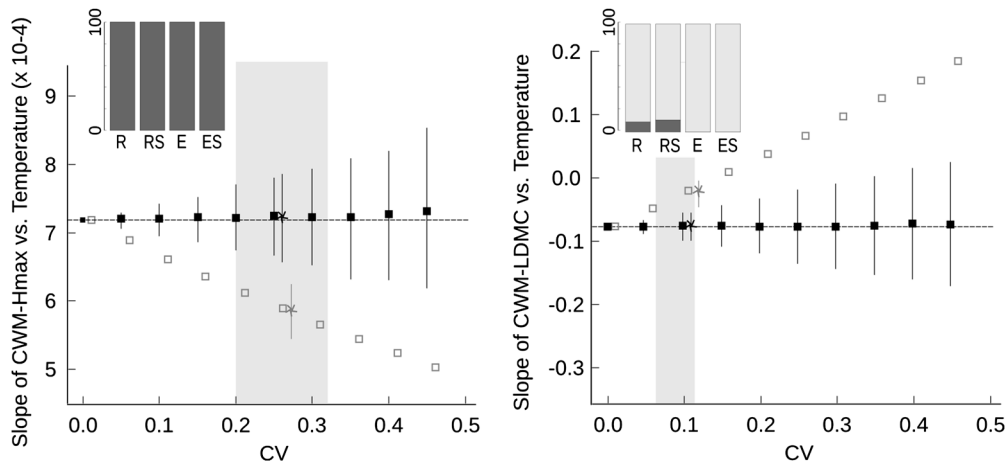 Slope of CWM-Hmax vs. Temperature (x 10-4)
100
0
R RS E ES
9
8
7
6
5
0.0 0.1 0.2 0.3 0.4 0.5
CV
Slope of CWM-LDMC vs. Temperature
100
0
R RS E ES
0.2
0.1
0.0
-0.1
-0.2
-0.3
0.0 0.1 0.2 0.3 0.4 0.5
CV